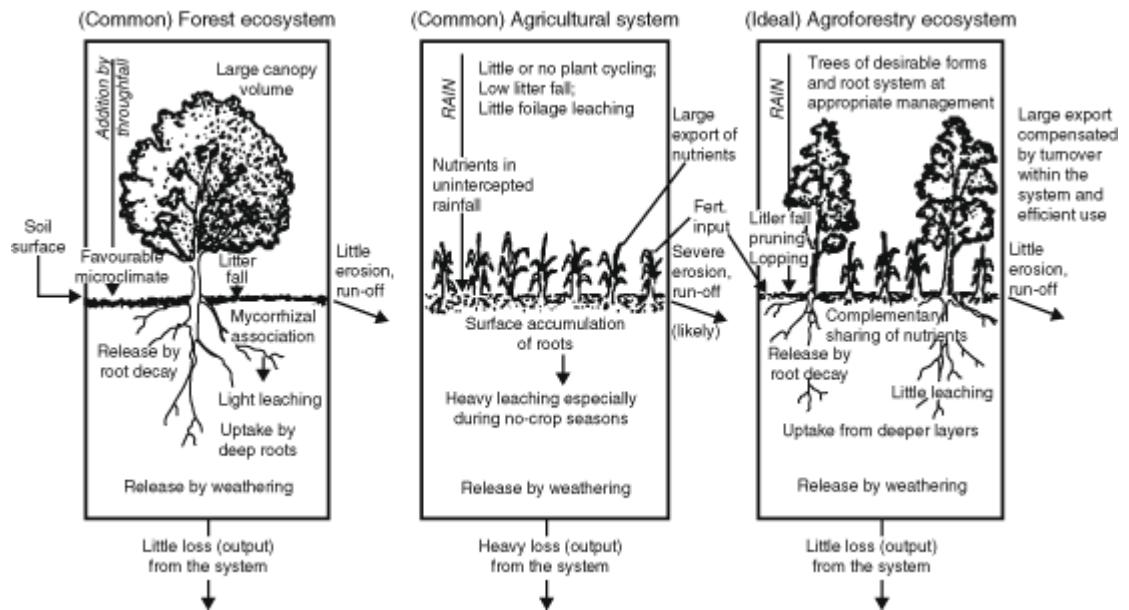 (Common) Forest ecosystem
Addition by
throughfall
Large canopy
volume
Soil
surface
Favourable
microclimate
Litter
fall
Little
erosion,
run-off
Mycorrhizal
association
Release by
root decay
Light leaching
Uptake by
deep roots
Release by weathering
Little loss (output)
from the system
(Common) Agricultural system
RAIN
Little or no plant cycling;
Low litter fall;
Little foilage leaching
Large
export of
nutrients
Nutrients in
unintercepted
rainfall
Fert.
input
Severe
erosion,
run-off
(likely)
Surface accumulation
of roots
Heavy leaching especially
during no-crop seasons
Release by weathering
Heavy loss (output)
from the system
(Ideal) Agroforestry ecosystem
RAIN
Trees of desirable forms
and root system at
appropriate management
Large export
compensated
by turnover
within the
system and
efficient use
Litler fall
pruning
Lopping
Little
erosion,
run-off
Complementary
sharing of nutrients
Release by
root decay
Little leaching
Uptake from deeper layers
Release by weathering
Little loss (output)
from the system